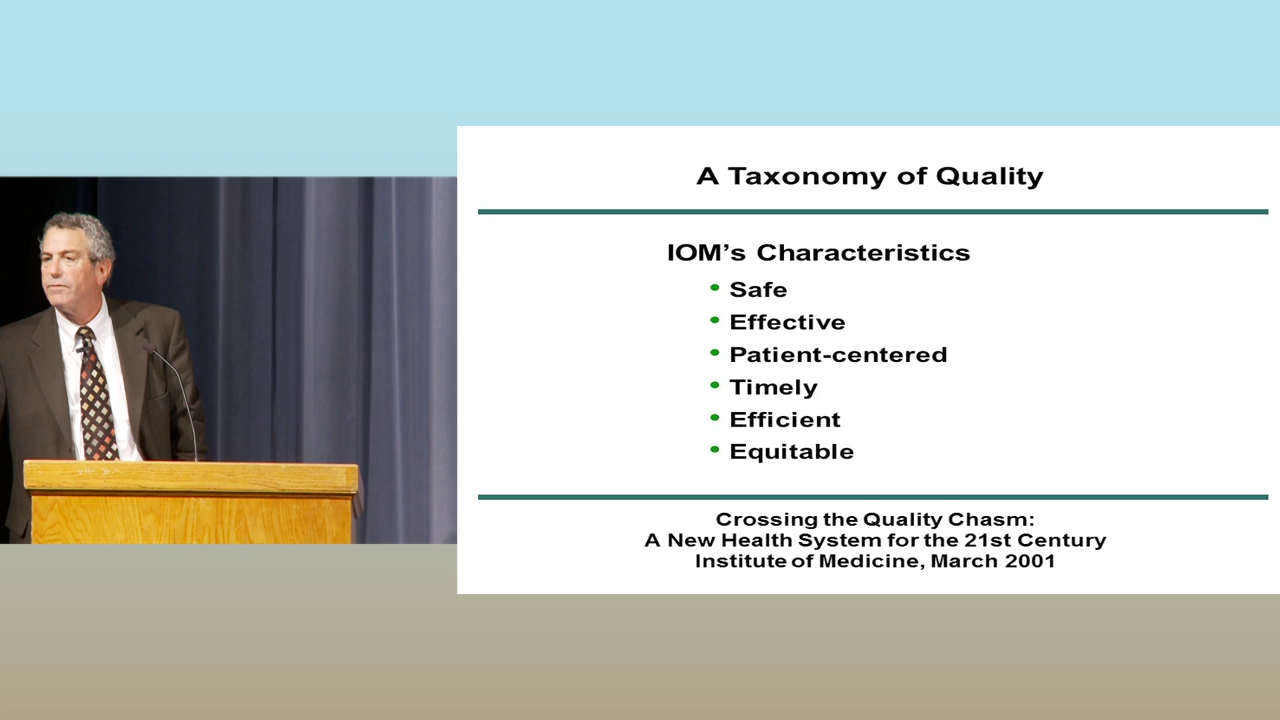 A Taxonomy of Quality
IOM’s Characteristics
• Safe
• Effective
• Patient-centered
• Timely
• Efficient
• Equitable
Crossing the Quality Chasm:
A New Health System for the 21st Century
Institute of Medicine, March 2001